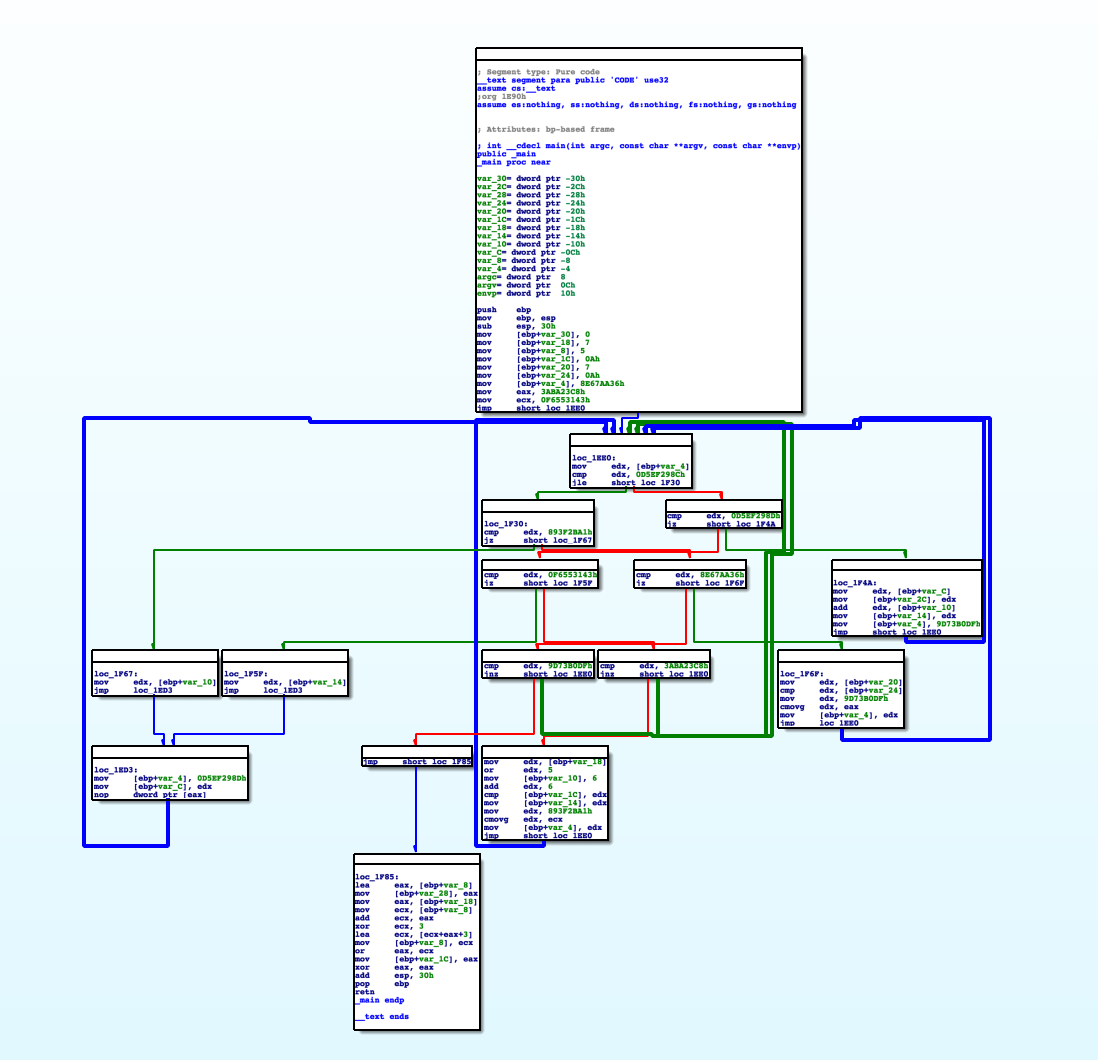 ; Segment type: Pure code
__text segment para public 'CODE' use32
assume cs:__text
;org 1E90h
assume es:nothing, ss:nothing, ds:nothing, fs:nothing, gs:nothing
; Attributes: bp-based frame
; int __cdecl main(int argc, const char **argv, const char **envp)
public _main
_main proc near
var_30= dword ptr -30h
var_2C= dword ptr -2Ch
var_28= dword ptr -28h
var_24= dword ptr -24h
var_20= dword ptr -20h
var_1C= dword ptr -1Ch
var_18= dword ptr -18h
var_14= dword ptr -14h
var_10= dword ptr -10h
var_C= dword ptr -0Ch
var_8= dword ptr -8
var_4= dword ptr -4
argc= dword ptr 8
argv= dword ptr 0Ch
envp= dword ptr 10h
push ebp
mov ebp, esp
sub esp, 30h
mov [ebp+var_30], 0
mov [ebp+var_18], 7
mov [ebp+var_8], 5
mov [ebp+var_1C], 0Ah
mov [ebp+var_20], 7
mov [ebp+var_24], 0Ah
mov [ebp+var_4], 8E67AA36h
mov eax, 3ABA23C8h
mov ecx, 0F6553143h
jmp short loc_1EE0
loc_1EE0:
mov edx, [ebp+var_4]
cmp edx, 0D5EF298Ch
jle short loc_1F30
loc_1F30:
cmp edx, 893F2BA1h
jz short loc_1F67
cmp edx, 0D5EF298Dh
jz short loc_1F4A
cmp edx, 0F6553143h
jz short loc_1F5F
cmp edx, 8E67AA36h
jz short loc_1F6F
loc_1F4A:
mov edx, [ebp+var_C]
mov [ebp+var_2C], edx
add edx, [ebp+var_10]
mov [ebp+var_14], edx
mov [ebp+var_4], 9D73B0DFh
jmp short loc_1EE0
loc_1F67:
mov edx, [ebp+var_10]
jmp loc_1ED3
loc_1F5F:
mov edx, [ebp+var_14]
jmp loc_1ED3
cmp edx, 9D73B0DFh
jnz short loc_1EE0
cmp edx, 3ABA23C8h
jnz short loc_1EE0
loc_1F6F:
mov edx, [ebp+var_20]
cmp edx, [ebp+var_24]
mov edx, 9D73B0DFh
cmovg edx, eax
mov [ebp+var_4], edx
jmp short loc_1EE0
loc_1ED3:
mov [ebp+var_4], 0D5EF298Dh
mov [ebp+var_C], edx
nop dword ptr [eax]
jmp short loc_1F85
mov edx, [ebp+var_18]
or edx, 5
mov [ebp+var_10], 6
add edx, 6
cmp [ebp+var_1C], edx
mov [ebp+var_14], edx
mov edx, 893F2BA1h
cmovg edx, ecx
mov [ebp+var_4], edx
jmp short loc_1EE0
loc_1F85:
lea eax, [ebp+var_8]
mov [ebp+var_28], eax
mov eax, [ebp+var_18]
mov ecx, [ebp+var_8]
add ecx, eax
xor ecx, 3
lea ecx, [ecx+eax+3]
mov [ebp+var_8], ecx
or eax, ecx
mov [ebp+var_1C], eax
xor eax, eax
add esp, 30h
pop ebp
retn
_main endp
__text ends